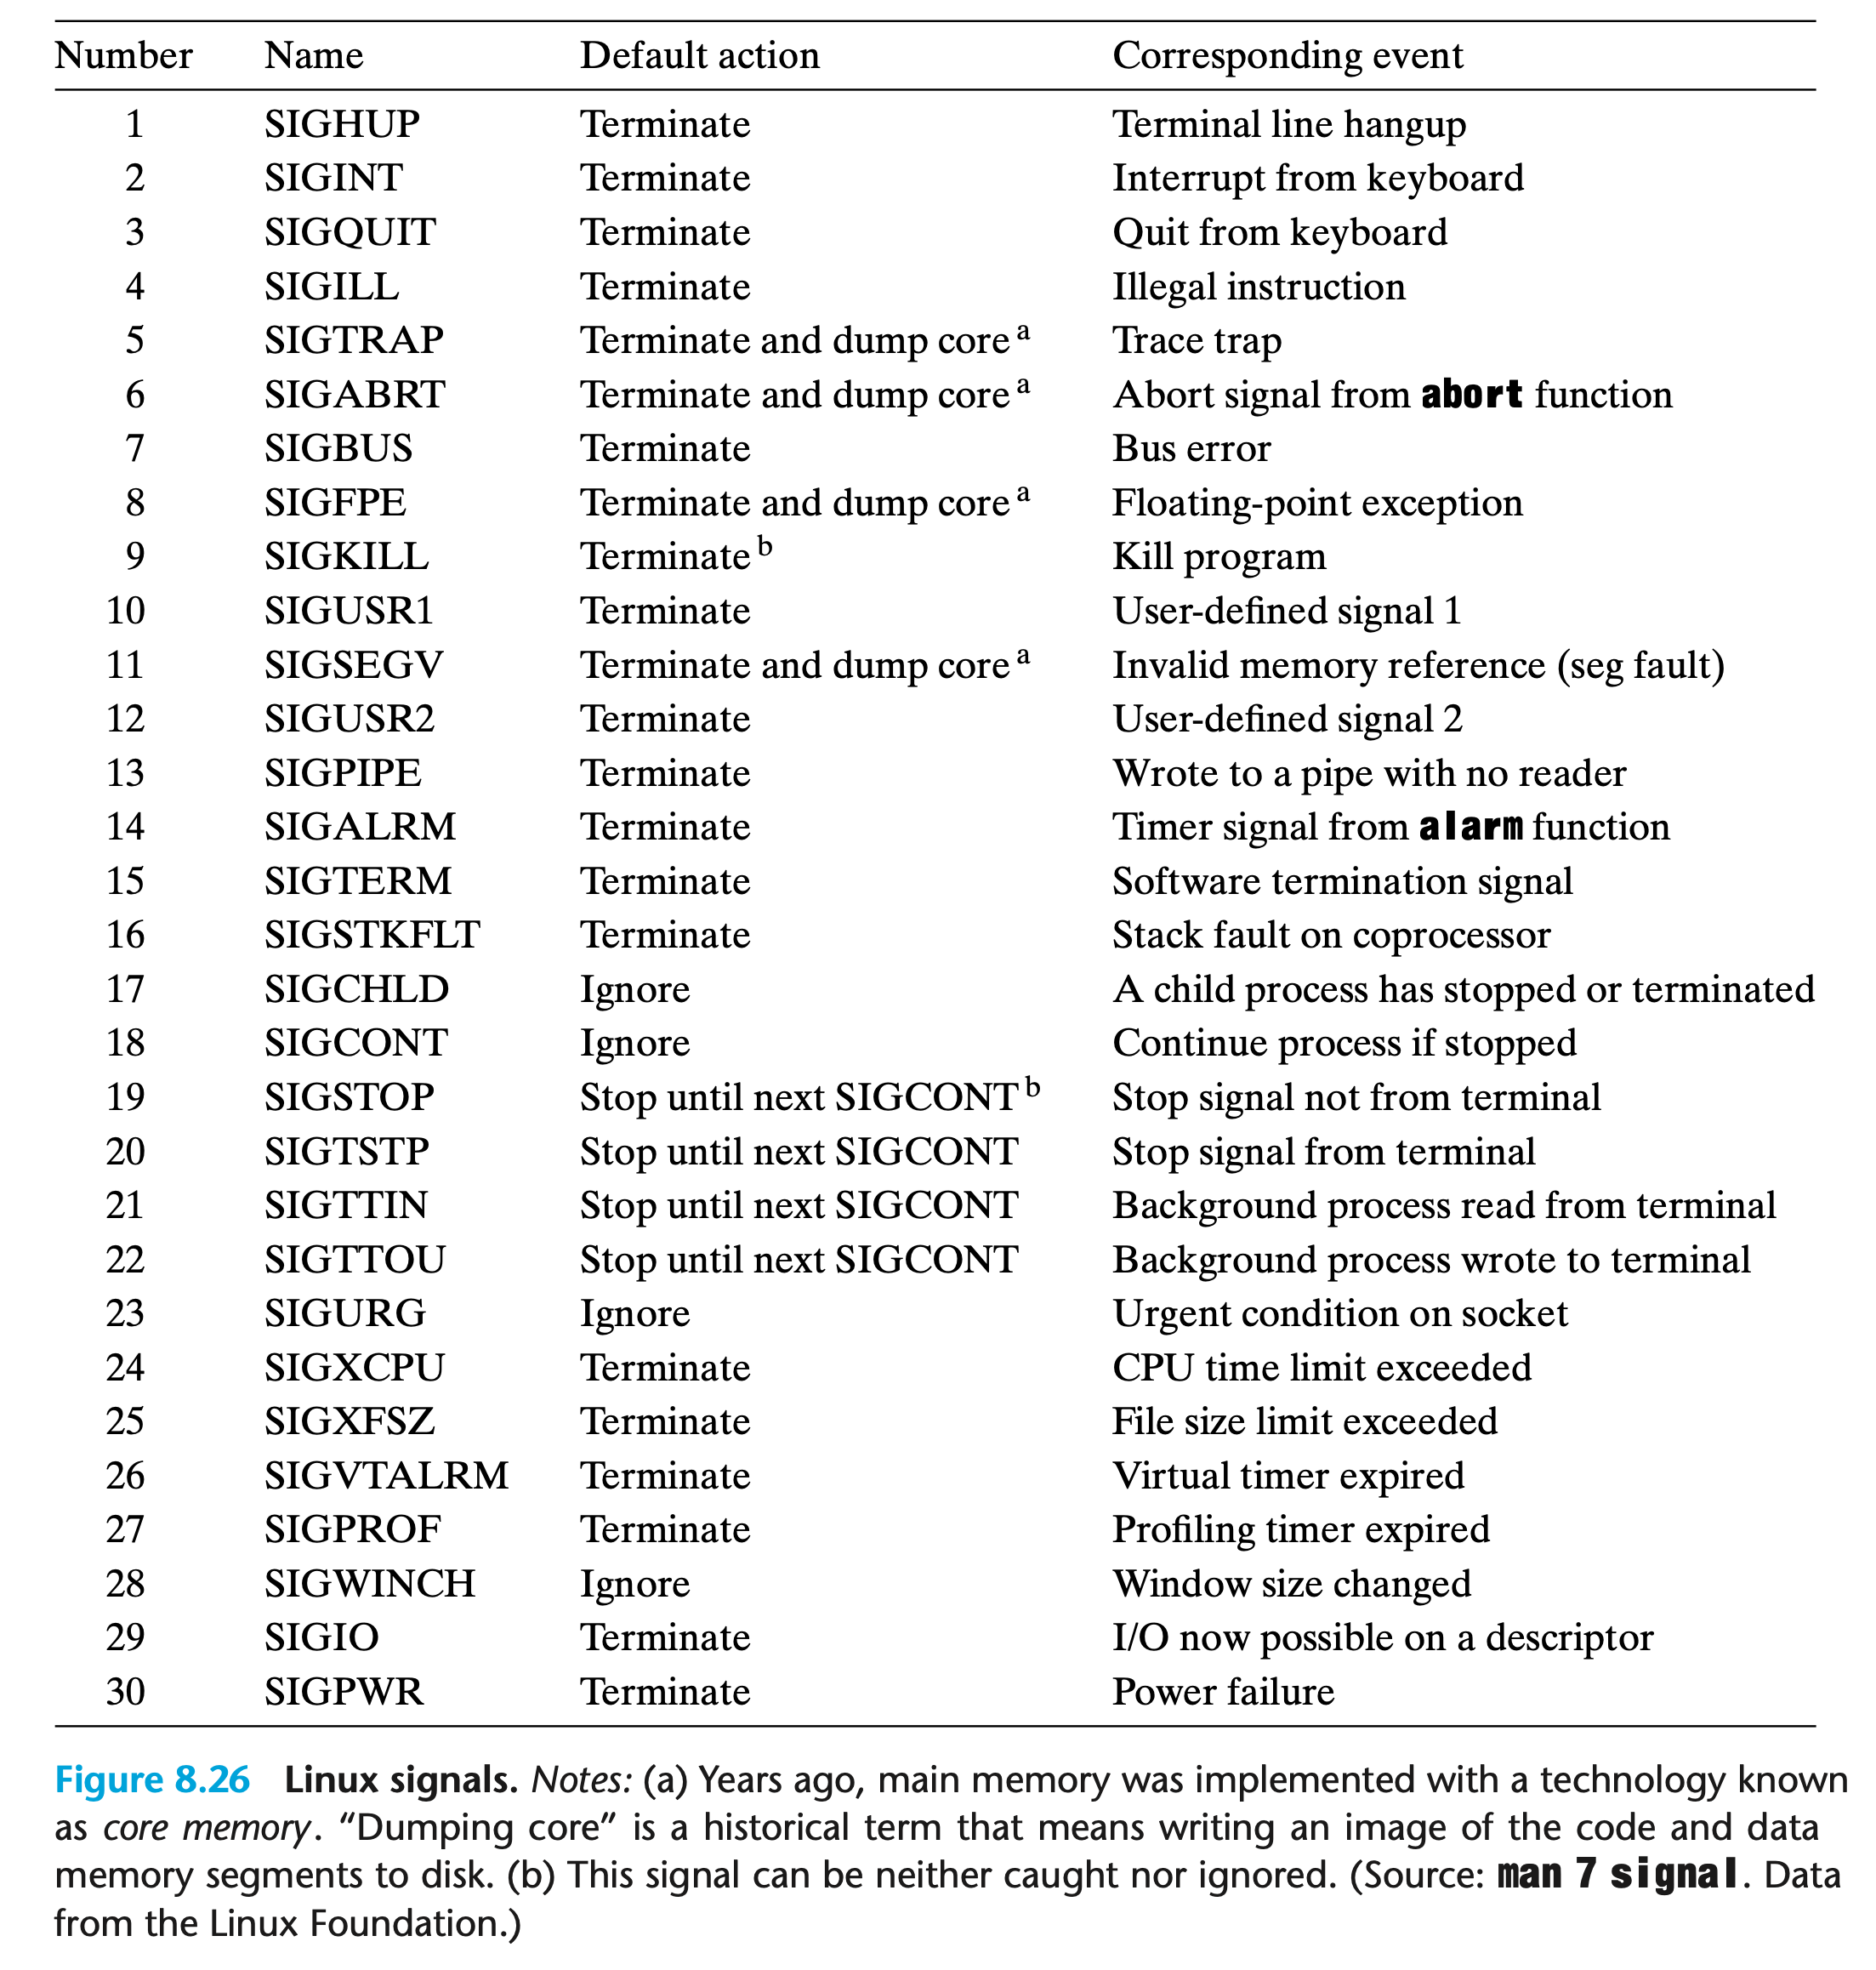 Number Name Default action Corresponding event
1 SIGHUP Terminate Terminal line hangup
2 SIGINT Terminate Interrupt from keyboard
3 SIGQUIT Terminate Quit from keyboard
4 SIGILL Terminate Illegal instruction
5 SIGTRAP Terminate and dump core a Trace trap
6 SIGABRT Terminate and dump core a Abort signal from abort function
7 SIGBUS Terminate Bus error
8 SIGFPE Terminate and dump core a Floating-point exception
9 SIGKILL Terminate b Kill program
10 SIGUSR1 Terminate User-defined signal 1
11 SIGSEGV Terminate and dump core a Invalid memory reference (seg fault)
12 SIGUSR2 Terminate User-defined signal 2
13 SIGPIPE Terminate Wrote to a pipe with no reader
14 SIGALRM Terminate Timer signal from alarm function
15 SIGTERM Terminate Software termination signal
16 SIGSTKFLT Terminate Stack fault on coprocessor
17 SIGCHLD Ignore A child process has stopped or terminated
18 SIGCONT Ignore Continue process if stopped
19 SIGSTOP Stop until next SIGCONT b Stop signal not from terminal
20 SIGTSTP Stop until next SIGCONT Stop signal from terminal
21 SIGTTIN Stop until next SIGCONT Background process read from terminal
22 SIGTTOU Stop until next SIGCONT Background process wrote to terminal
23 SIGURG Ignore Urgent condition on socket
24 SIGXCPU Terminate CPU time limit exceeded
25 SIGXFSZ Terminate File size limit exceeded
26 SIGVTALRM Terminate Virtual timer expired
27 SIGPROF Terminate Profiling timer expired
28 SIGWINCH Ignore Window size changed
29 SIGIO Terminate I/O now possible on a descriptor
30 SIGPWR Terminate Power failure
Figure 8.26 Linux signals. Notes: (a) Years ago, main memory was implemented with a technology known
as core memory. “Dumping core” is a historical term that means writing an image of the code and data
memory segments to disk. (b) This signal can be neither caught nor ignored. (Source: man 7 signal. Data
from the Linux Foundation.)